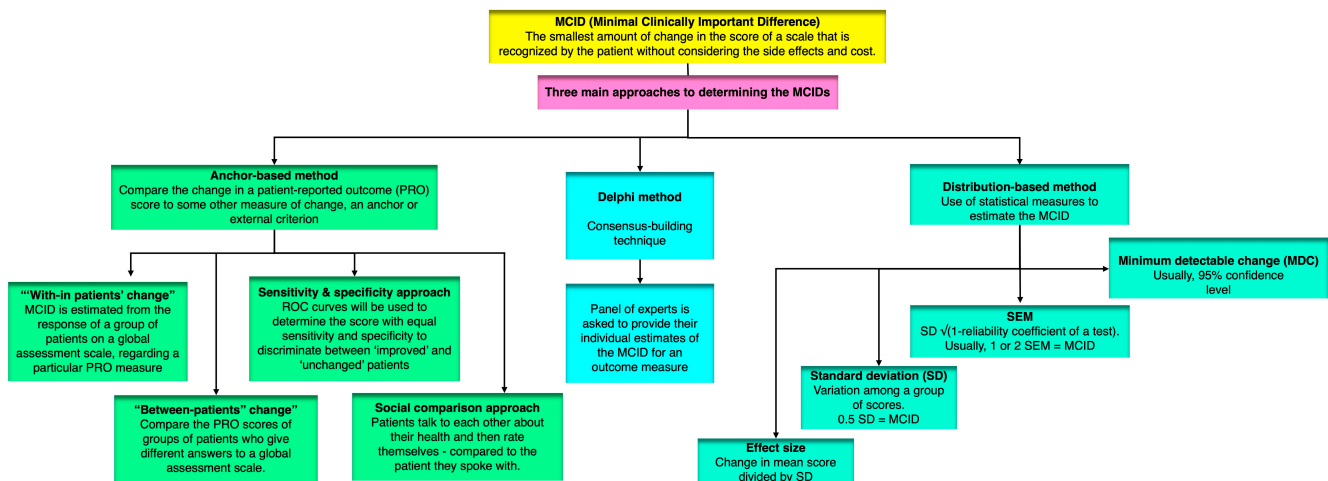 MCID (Minimal Clinically Important Difference)
The smallest amount of change in the score of a scale that is
recognized by the patient without considering the side effects and cost.
Three main approaches to determining the MCIDs
Anchor-based method
Compare the change in a patient-reported outcome (PRO)
score to some other measure of change, an anchor or
external criterion
Delphi method
Consensus-building
technique
Distribution-based method
Use of statistical measures to
estimate the MCID
"“With-in patients’ change”
MCID is estimated from the
response of a group of
patients on a global
assessment scale, regarding a
particular PRO measure
Sensitivity & specificity approach
ROC curves will be used to
determine the score with equal
sensitivity and specificity to
discriminate between ‘improved’ and
‘unchanged’ patients
Panel of experts is
asked to provide their
individual estimates of
the MCID for an
outcome measure
Minimum detectable change (MDC)
Usually, 95% confidence
level
SEM
SD √(1-reliability coefficient of a test).
Usually, 1 or 2 SEM = MCID
Standard deviation (SD)
Variation among a group
of scores.
0.5 SD = MCID
“Between-patients” change”
Compare the PRO scores of
groups of patients who give
different answers to a global
assessment scale.
Social comparison approach
Patients talk to each other about
their health and then rate
themselves - compared to the
patient they spoke with.
Effect size
Change in mean score
divided by SD